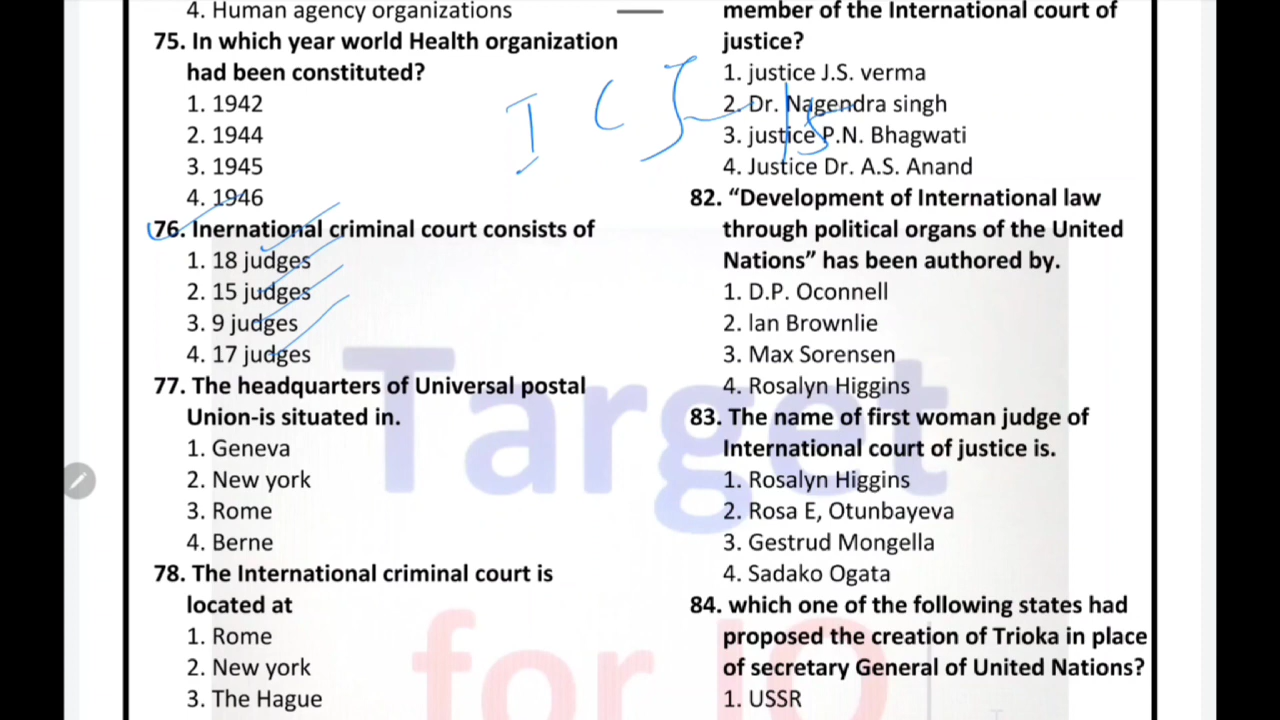 4. Human agency organizations
75. In which year world Health organization
had been constituted?
1. 1942
2. 1944
3. 1945
4. 1946
76. Inernational criminal court consists of
1. 18 judges
2. 15 judges
3. 9 judges
4. 17 judges
77. The headquarters of Universal postal
Union-is situated in.
1. Geneva
2. New york
3. Rome
4. Berne
78. The International criminal court is
located at
1. Rome
2. New york
3. The Hague
member of the International court of
justice?
1. justice J.S. verma
2. Dr. Nagendra singh
3. justice P.N. Bhagwati
4. Justice Dr. A.S. Anand
82. “Development of International law
through political organs of the United
Nations” has been authored by.
1. D.P. Oconnell
2. Ian Brownlie
3. Max Sorensen
4. Rosalyn Higgins
83. The name of first woman judge of
International court of justice is.
1. Rosalyn Higgins
2. Rosa E, Otunbayeva
3. Gestrud Mongella
4. Sadako Ogata
84. which one of the following states had
proposed the creation of Trioka in place
of secretary General of United Nations?
1. USSR
I C J 15
Target
for IO